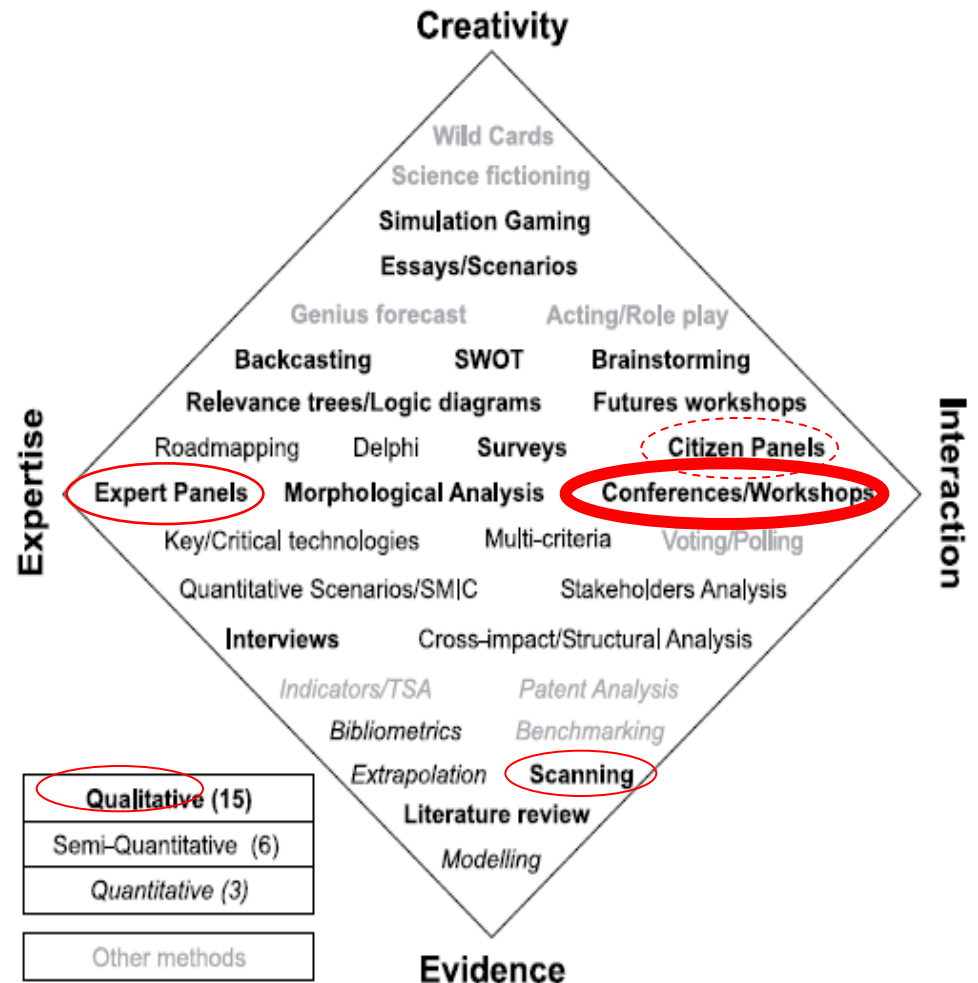 Creativity
Wild Cards
Science fictioning
Simulation Gaming
Essays/Scenarios
Genius forecast Acting/Role play
Backcasting SWOT Brainstorming
Relevance trees/Logic diagrams Futures workshops
Roadmapping Delphi Surveys Citizen Panels
Expert Panels Morphological Analysis Conferences/Workshops
Key/Critical technologies Multi-criteria Voting/Polling
Quantitative Scenarios/SMIC Stakeholders Analysis
Interviews Cross-impact/Structural Analysis
Indicators/TSA Patent Analysis
Bibliometrics Benchmarking
Extrapolation Scanning
Literature review
Modelling
Evidence
Expertise
Interaction
Qualitative (15)
Semi-Quantitative (6)
Quantitative (3)
Other methods